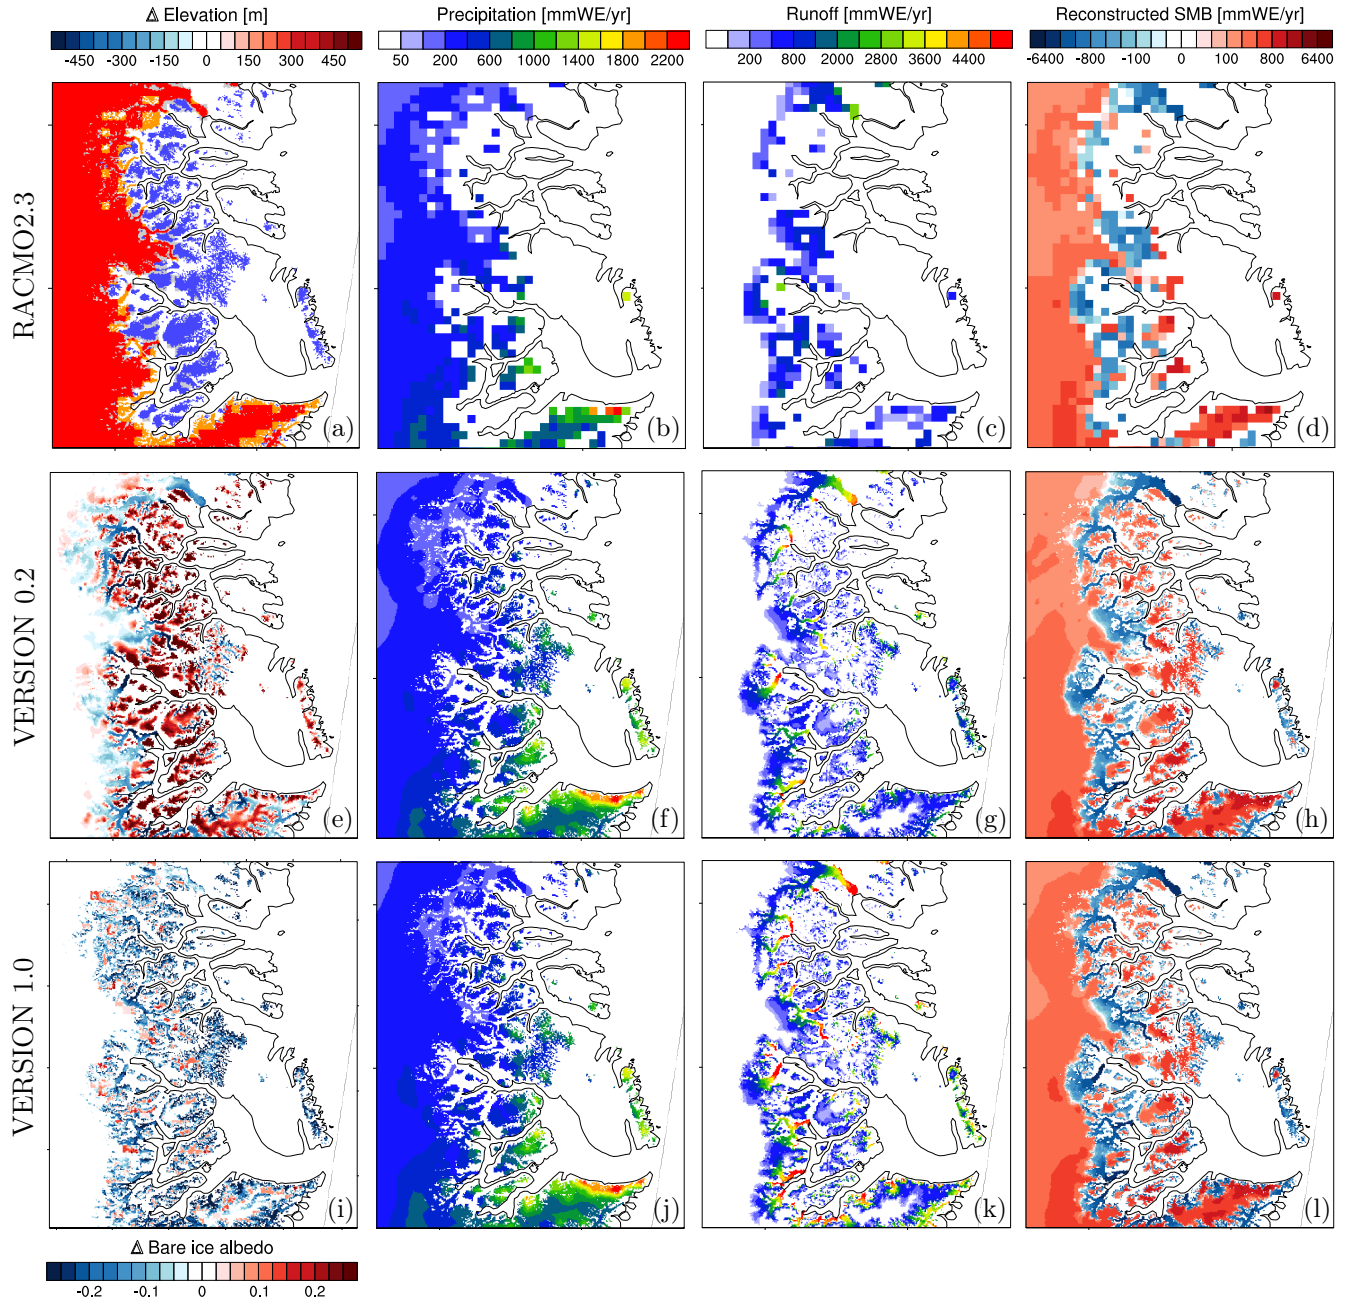 Δ Elevation [m]
Precipitation [mmWE/yr]
Runoff [mmWE/yr]
Reconstructed SMB [mmWE/yr]
-450 -300 -150 0 150 300 450
50 200 600 1000 1400 1800 2200
200 800 2000 2800 3600 4400
-6400 -800 -100 0 100 800 6400
RACMO2.3
(a)
(b)
(c)
(d)
VERSION 0.2
(e)
(f)
(g)
(h)
VERSION 1.0
(i)
(j)
(k)
(l)
Δ Bare ice albedo
-0.2 -0.1 0 0.1 0.2